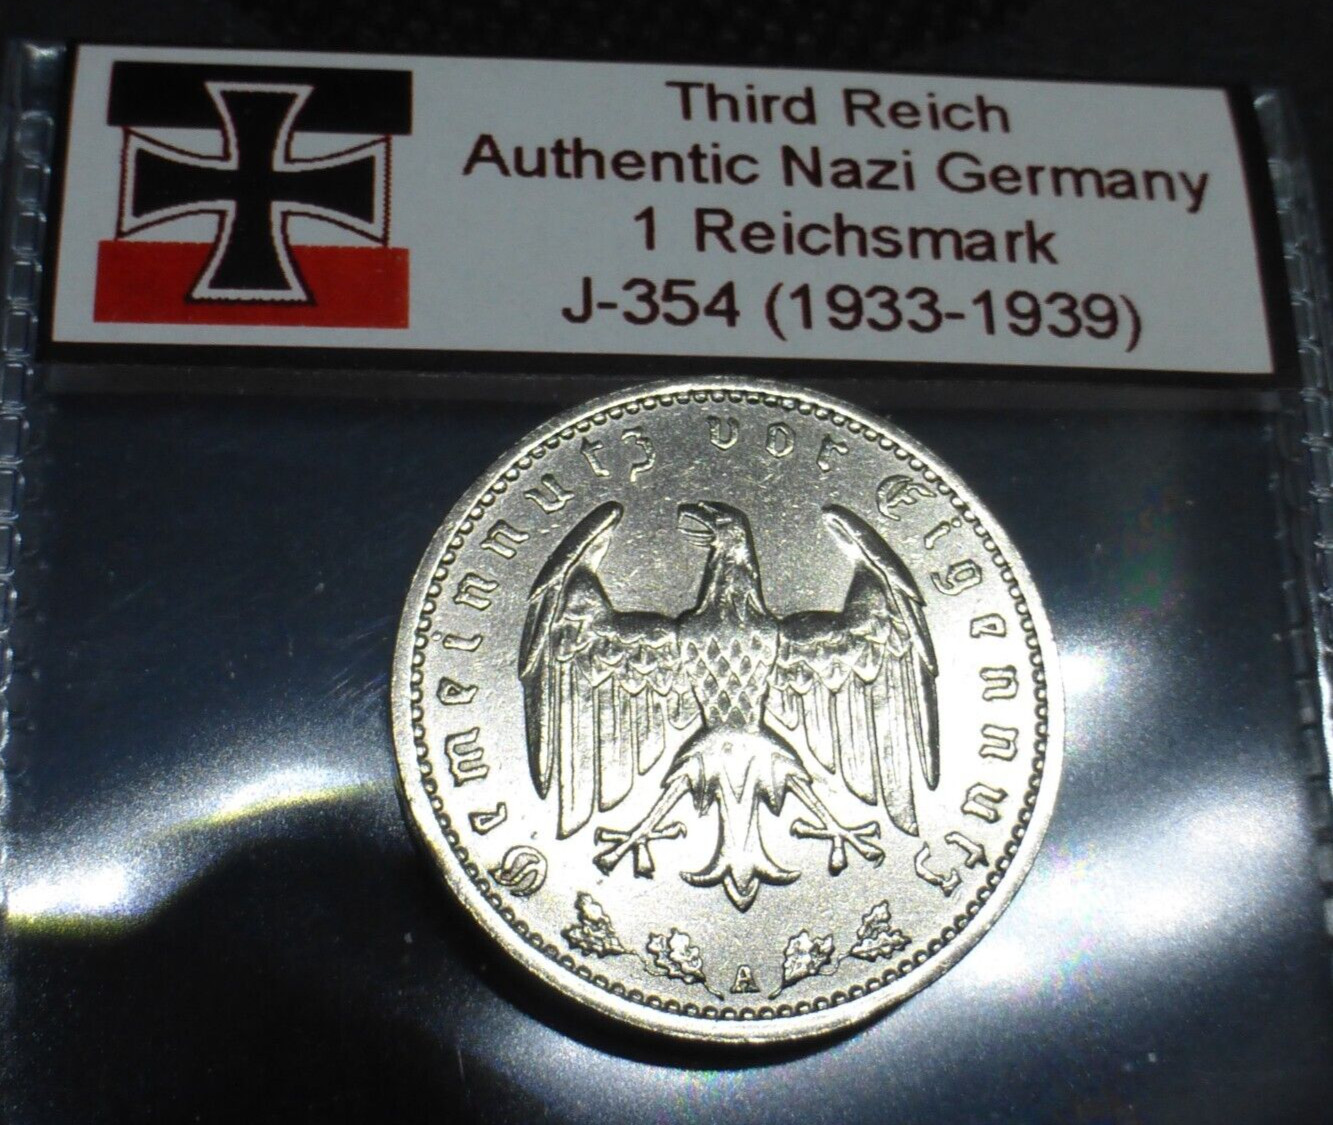 Third Reich
Authentic Nazi Germany
1 Reichsmark
J-354 (1933-1939)
Gemeinnutz vor Eigennutz
A